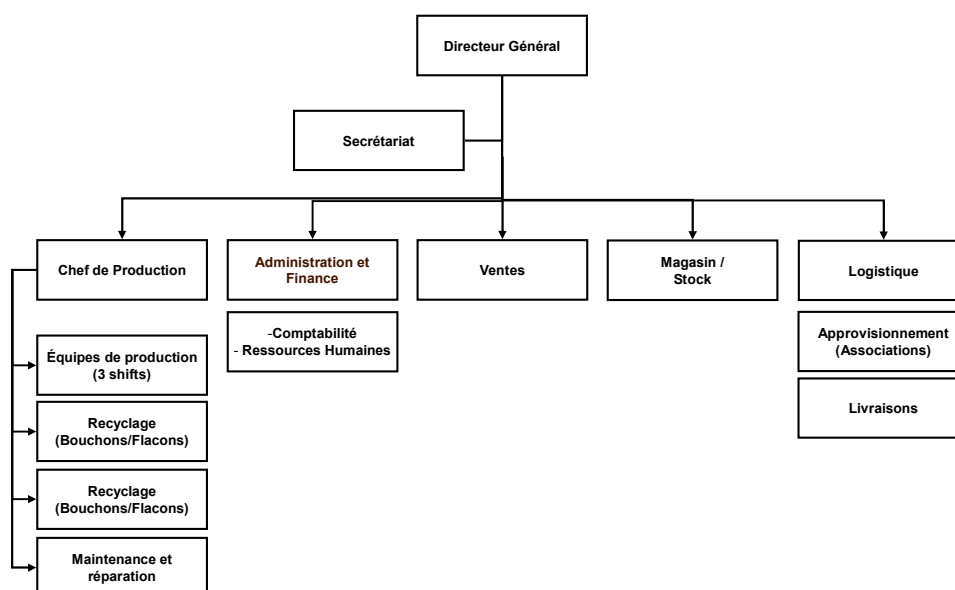 Directeur Général
Secrétariat
Chef de Production
Administration et
Finance
Ventes
Magasin /
Stock
Logistique
-Comptabilité
- Ressources Humaines
Approvisionnement
(Associations)
Livraisons
Équipes de production
(3 shifts)
Recyclage
(Bouchons/Flacons)
Recyclage
(Bouchons/Flacons)
Maintenance et
réparation